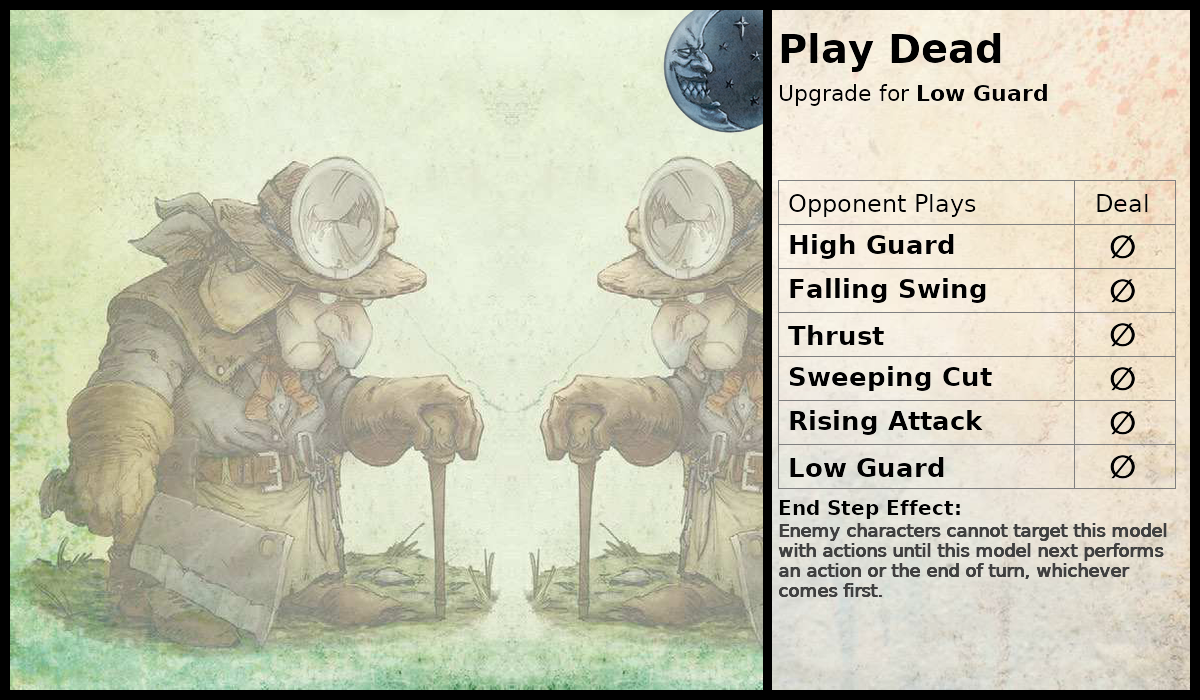 Play Dead
Upgrade for Low Guard
Opponent Plays Deal
High Guard ∅
Falling Swing ∅
Thrust ∅
Sweeping Cut ∅
Rising Attack ∅
Low Guard ∅
End Step Effect:
Enemy characters cannot target this model
with actions until this model next performs
an action or the end of turn, whichever
comes first.